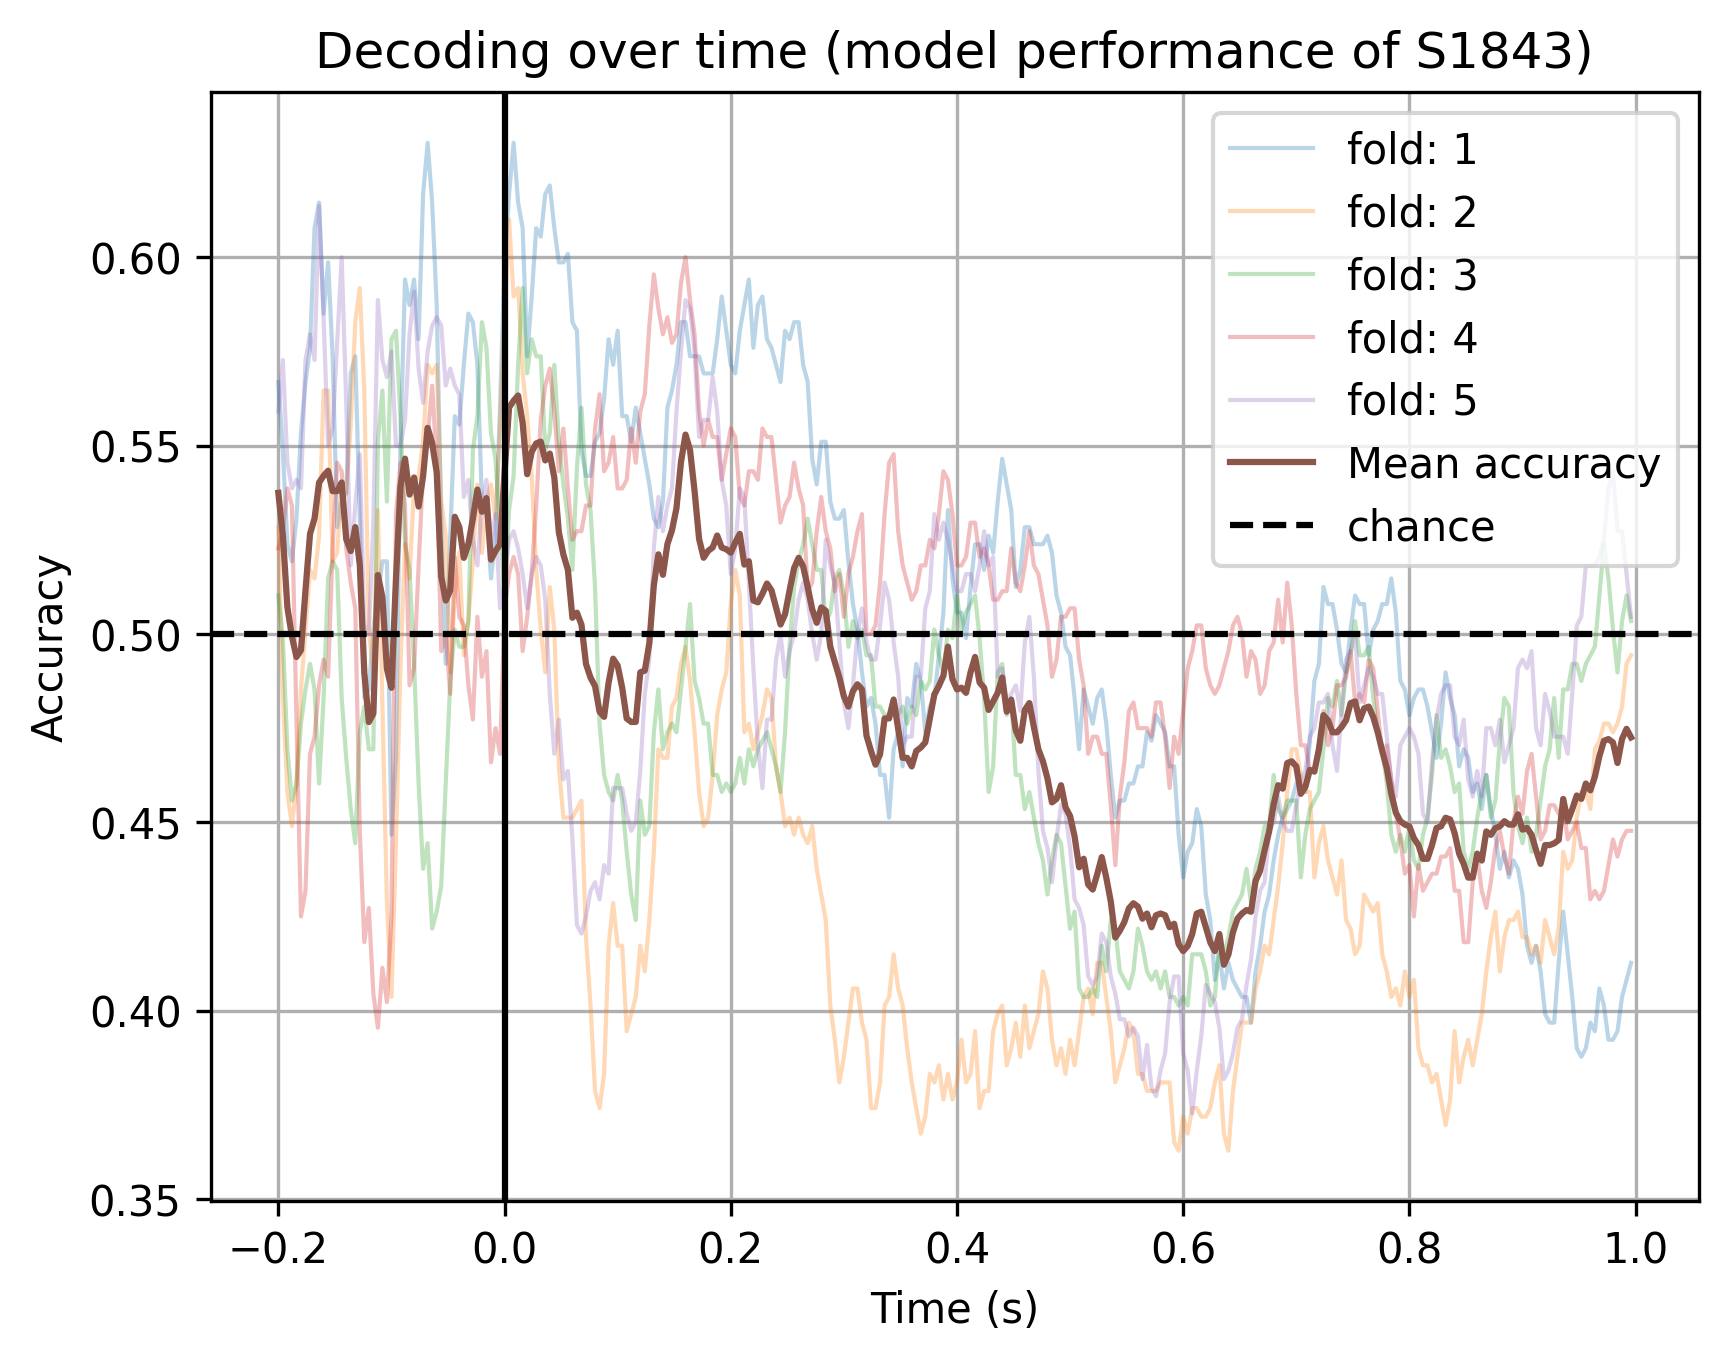 Decoding over time (model performance of S1843)
fold: 1
fold: 2
fold: 3
fold: 4
fold: 5
Mean accuracy
chance
Accuracy
0.60
0.55
0.50
0.45
0.40
0.35
−0.2 0.0 0.2 0.4 0.6 0.8 1.0
Time (s)